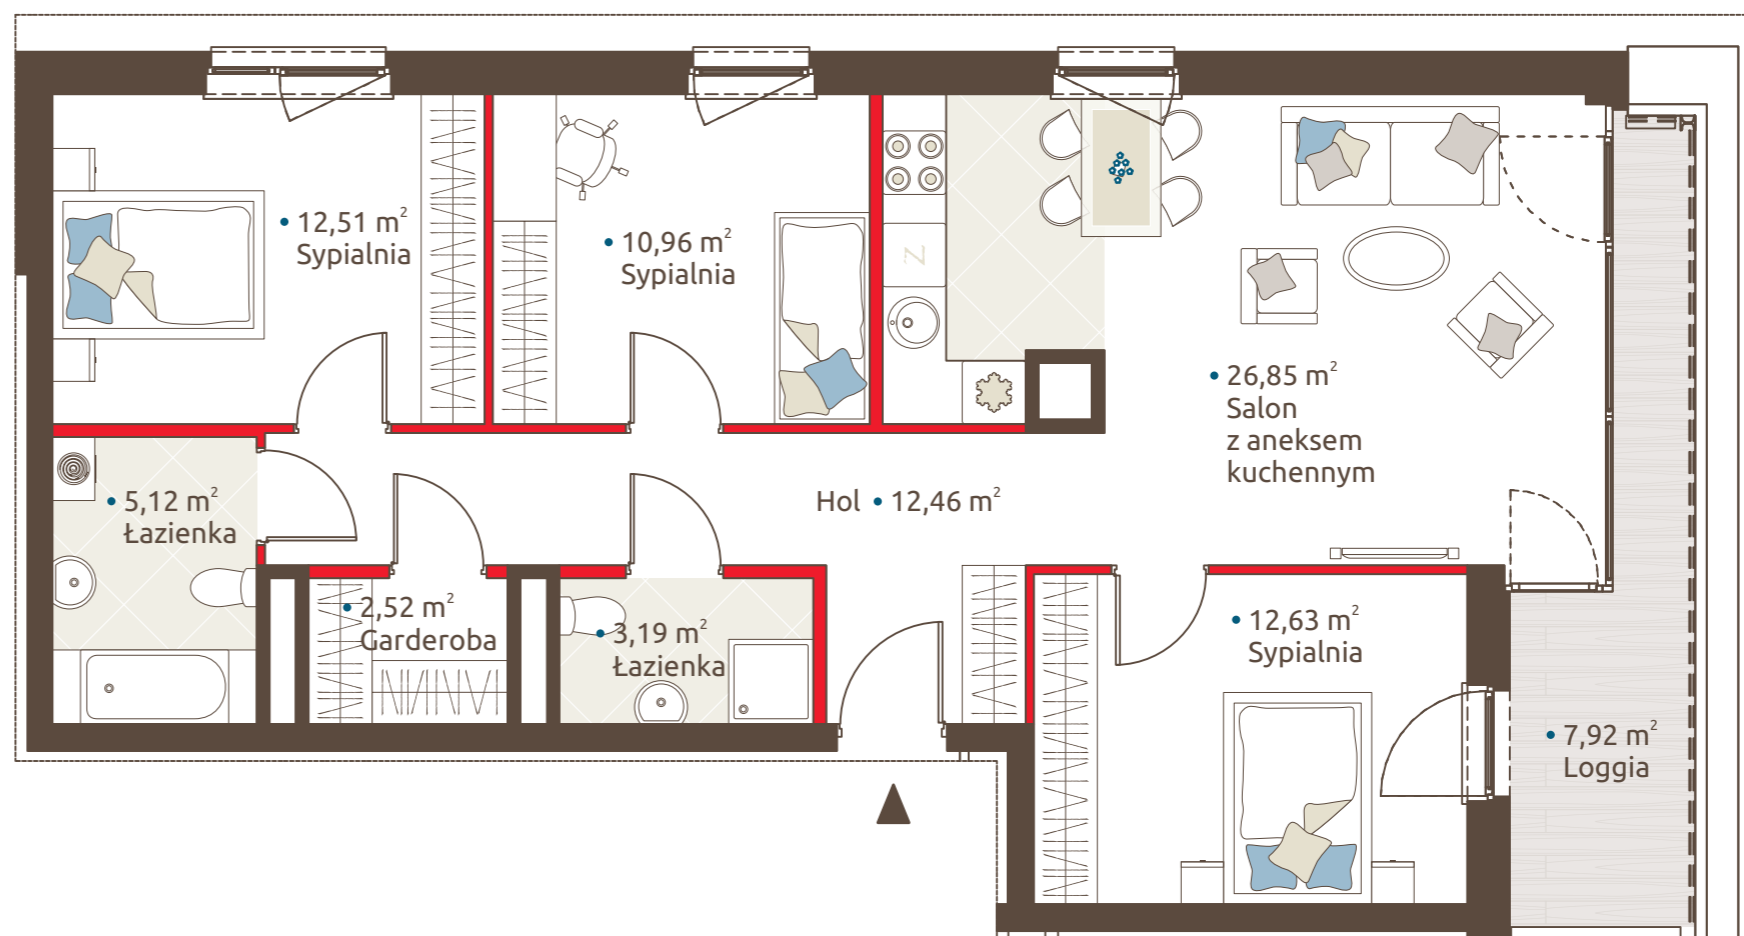 • 12,51 m²
Sypialnia
• 10,96 m²
Sypialnia
Z
• 26,85 m²
Salon
z aneksem
kuchennym
• 5,12 m²
Łazienka
Hol • 12,46 m²
• 2,52 m²
Garderoba
• 3,19 m²
Łazienka
• 12,63 m²
Sypialnia
• 7,92 m²
Loggia